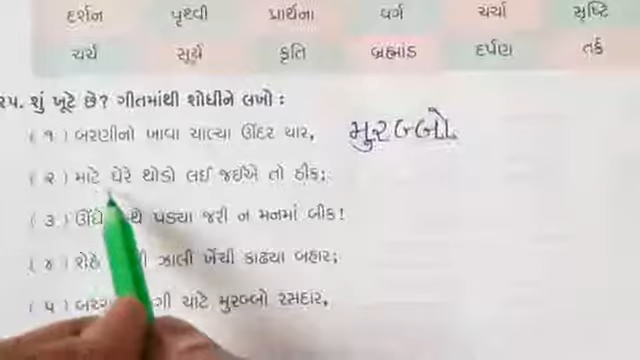 દર્શન પૃથ્વી પ્રાર્થના વર્ગ ચર્ચા સૃષ્ટિ
ચર્ચ સૂર્ય કૃતિ બ્રહ્માંડ દર્પણ તર્ક
૨૫. શું ખૂટે છે? ગીતમાંથી શોધીને લખો :
(૧) બરણીનો ખાવા ચાલ્યા ઊંદર ચાર, મુરબ્બો.
(૨) માટે ઘેરે થોડો લઈ જઈએ તો ઠીક;
(૩) ઊંધે પડ્યા જરી ન મનમાં બીક!
(૪) ઝાલી ખેંચી કાઢ્યા બહાર;
(૫) ચાટે મુરબ્બો રસદાર,